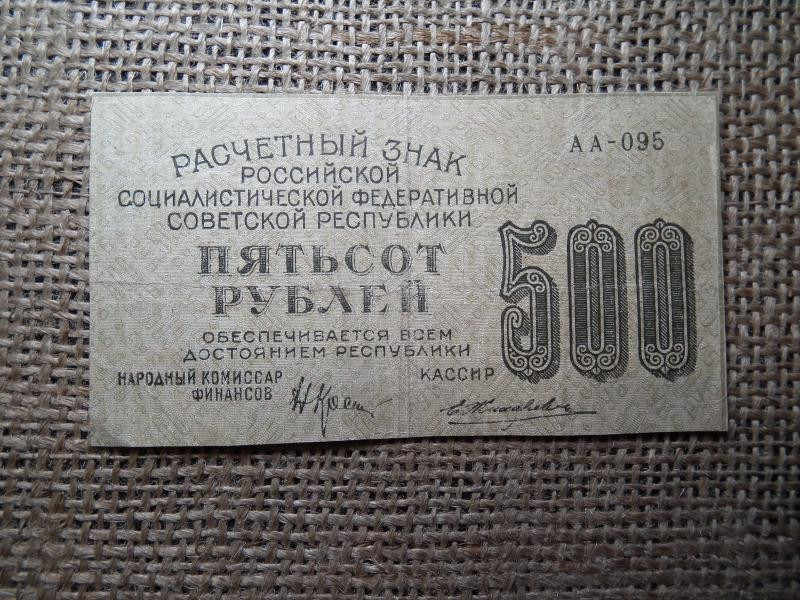 РАСЧЕТНЫЙ ЗНАК
АА-095
РОССИЙСКОЙ
СОЦИАЛИСТИЧЕСКОЙ ФЕДЕРАТИВНОЙ
СОВЕТСКОЙ РЕСПУБЛИКИ
ПЯТЬСОТ
РУБЛЕЙ
500
ОБЕСПЕЧИВАЕТСЯ ВСЕМ
ДОСТОЯНИЕМ РЕСПУБЛИКИ
НАРОДНЫЙ КОМИССАР
ФИНАНСОВ
КАССИР